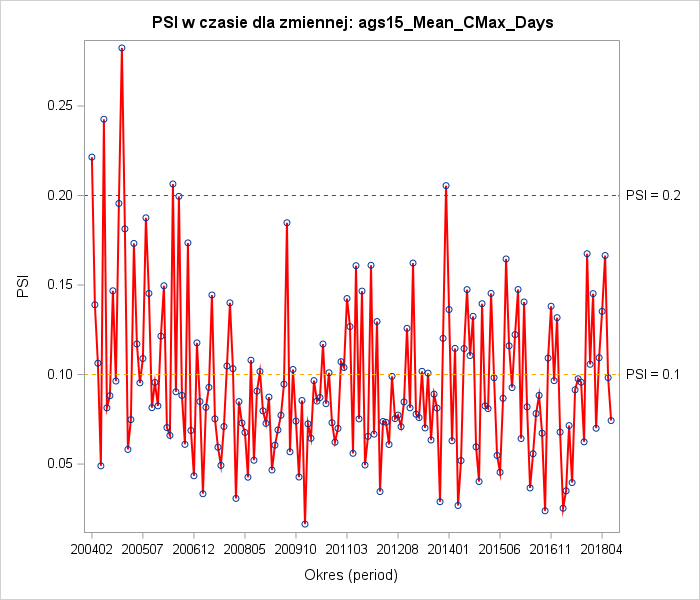 PSI w czasie dla zmiennej: ags15_Mean_CMax_Days
0.25
0.20
0.15
0.10
0.05
PSI
PSI = 0.2
PSI = 0.1
200402 200507 200612 200805 200910 201103 201208 201401 201506 201611 201804
Okres (period)